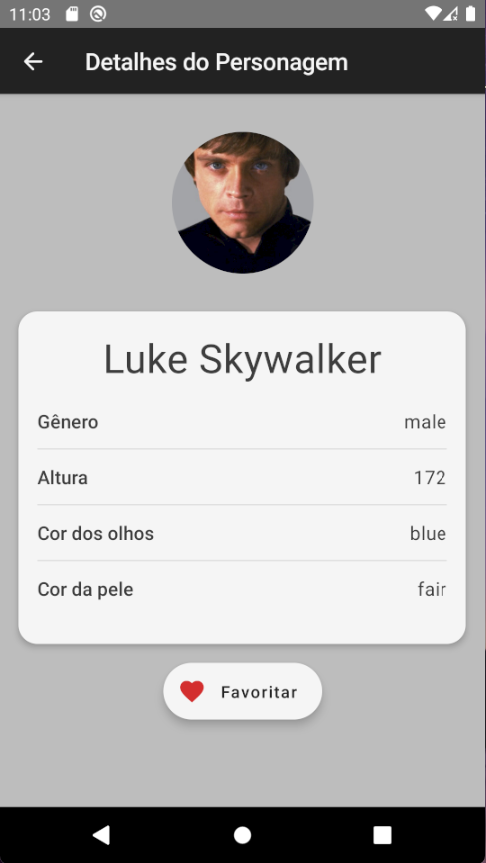 11:03
Detalhes do Personagem
Luke Skywalker
Gênero male
Altura 172
Cor dos olhos blue
Cor da pele fair
Favoritar